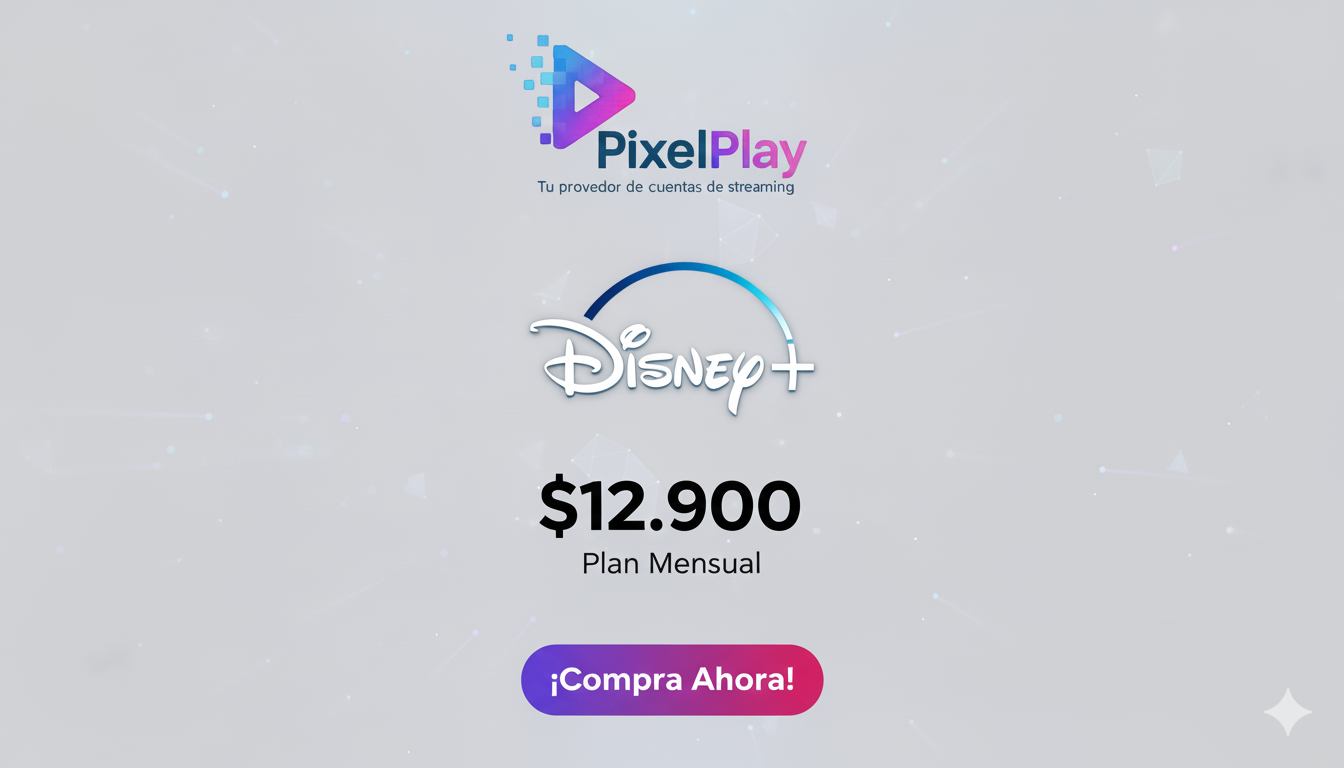 PixelPlay
Tu provedor de cuentas de streaming
Disney+
$12.900
Plan Mensual
¡Compra Ahora!